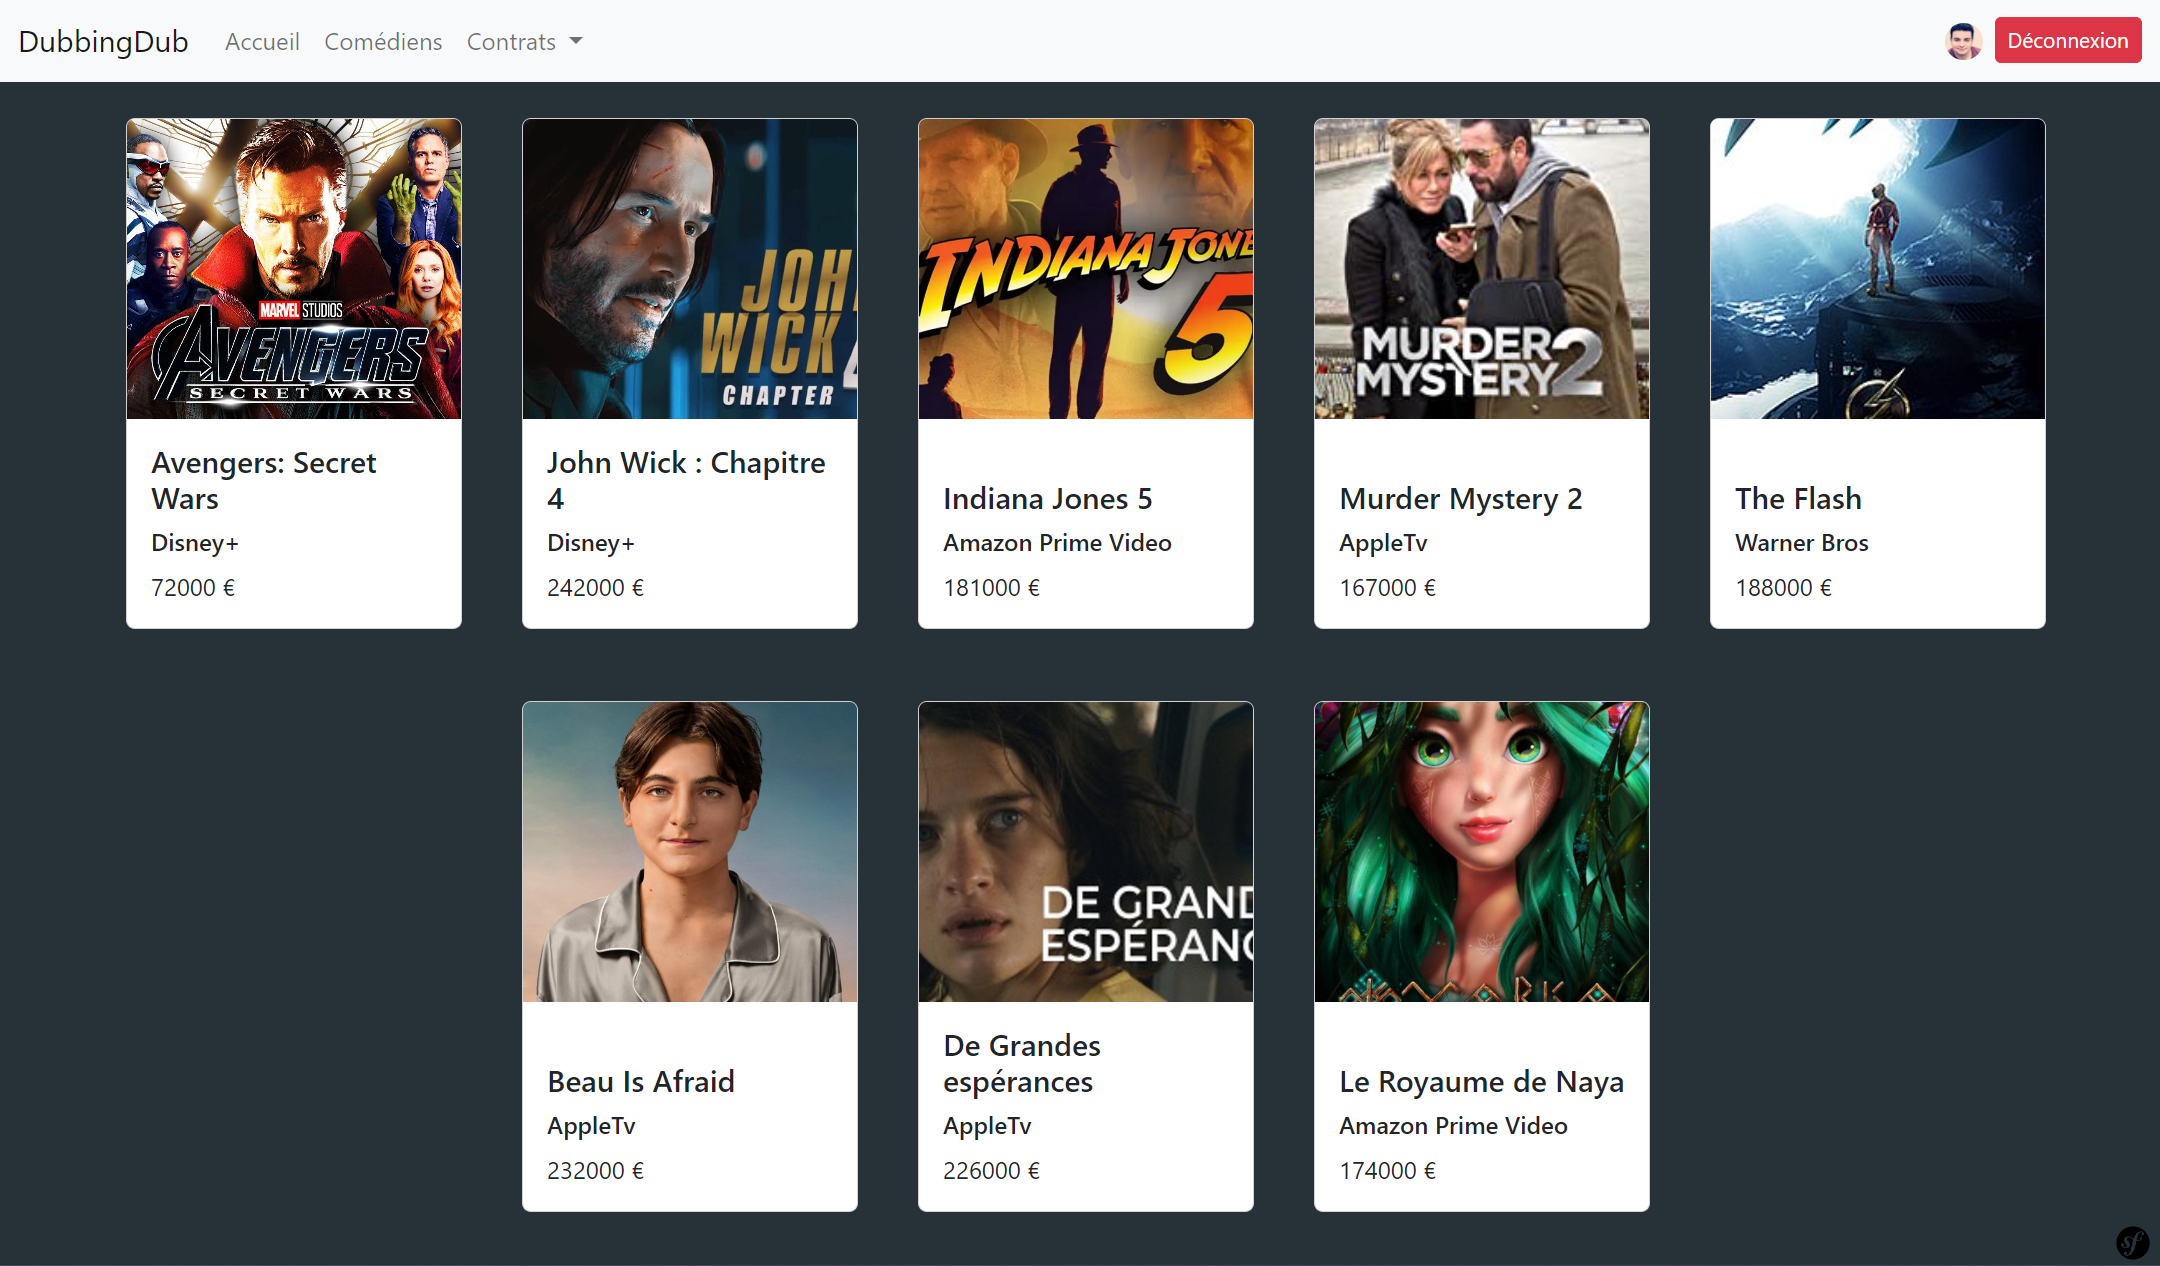 DubbingDub Accueil Comédiens Contrats Déconnexion
MARVEL STUDIOS
AVENGERS
SECRET WARS
JOH
WICK 4
CHAPTER
INDIANA JONE
5
MURDER
MYSTERY 2
Avengers: Secret
Wars
Disney+
72000 €
John Wick : Chapitre
4
Disney+
242000 €
Indiana Jones 5
Amazon Prime Video
181000 €
Murder Mystery 2
AppleTv
167000 €
The Flash
Warner Bros
188000 €
DE GRAND
ESPÉRANC
Beau Is Afraid
AppleTv
232000 €
De Grandes
espérances
AppleTv
226000 €
Le Royaume de Naya
Amazon Prime Video
174000 €
sf